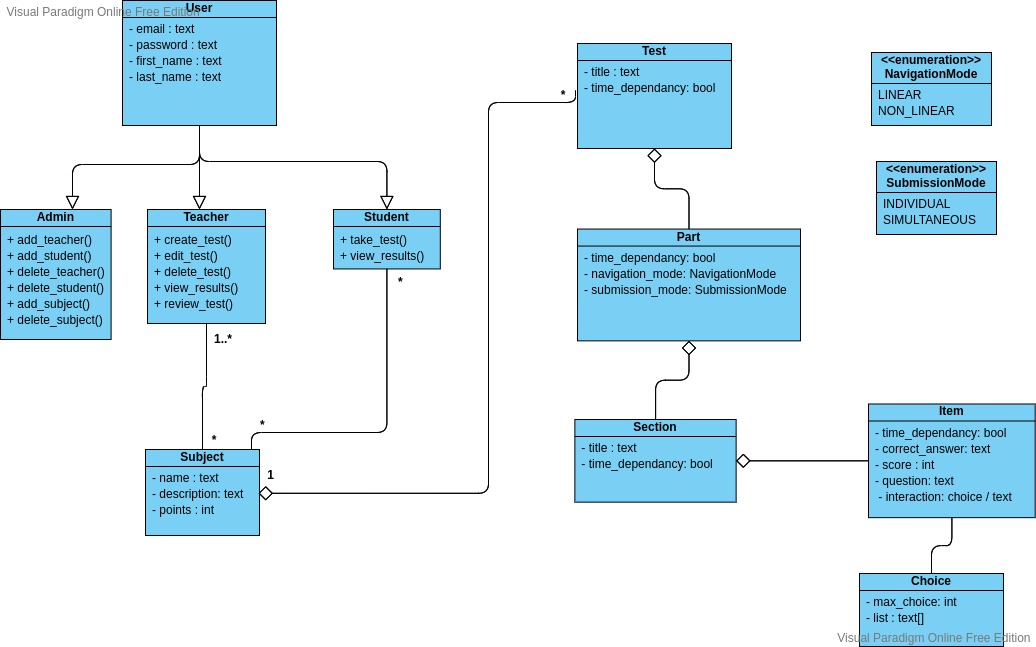 Visual Paradigm Online Free Edition
User
- email : text
- password : text
- first_name : text
- last_name : text
Admin
+ add_teacher()
+ add_student()
+ delete_teacher()
+ delete_student()
+ add_subject()
+ delete_subject()
Teacher
+ create_test()
+ edit_test()
+ delete_test()
+ view_results()
+ review_test()
1..*
*
Student
+ take_test()
+ view_results()
*
*
Subject
- name : text
- description: text
- points : int
1
*
Test
- title : text
- time_dependancy: bool
Part
- time_dependancy: bool
- navigation_mode: NavigationMode
- submission_mode: SubmissionMode
Section
- title : text
- time_dependancy: bool
<<enumeration>>
NavigationMode
LINEAR
NON_LINEAR
<<enumeration>>
SubmissionMode
INDIVIDUAL
SIMULTANEOUS
Item
- time_dependancy: bool
- correct_answer: text
- score : int
- question: text
- interaction: choice / text
Choice
- max_choice: int
- list : text[]
Visual Paradigm Online Free Edition